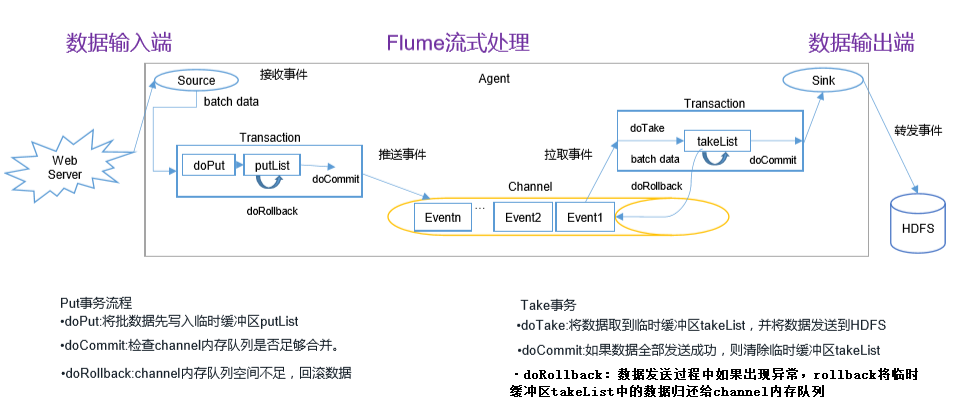 数据输入端
Flume流式处理
数据输出端
Source
接收事件
Agent
Sink
batch data
Transaction
Transaction
doTake
takeList
转发事件
Web
Server
doPut
putList
推送事件
拉取事件
batch data
doCommit
doCommit
doRollback
Channel
doRollback
Eventn
...
Event2
Event1
HDFS
Put事务流程
•doPut:将批数据先写入临时缓冲区putList
•doCommit:检查channel内存队列是否足够合并。
•doRollback:channel内存队列空间不足，回滚数据
Take事务
•doTake:将数据取到临时缓冲区takeList，并将数据发送到HDFS
•doCommit:如果数据全部发送成功，则清除临时缓冲区takeList
·doRollback：数据发送过程中如果出现异常，rollback将临时
缓冲区takeList中的数据归还给channel内存队列